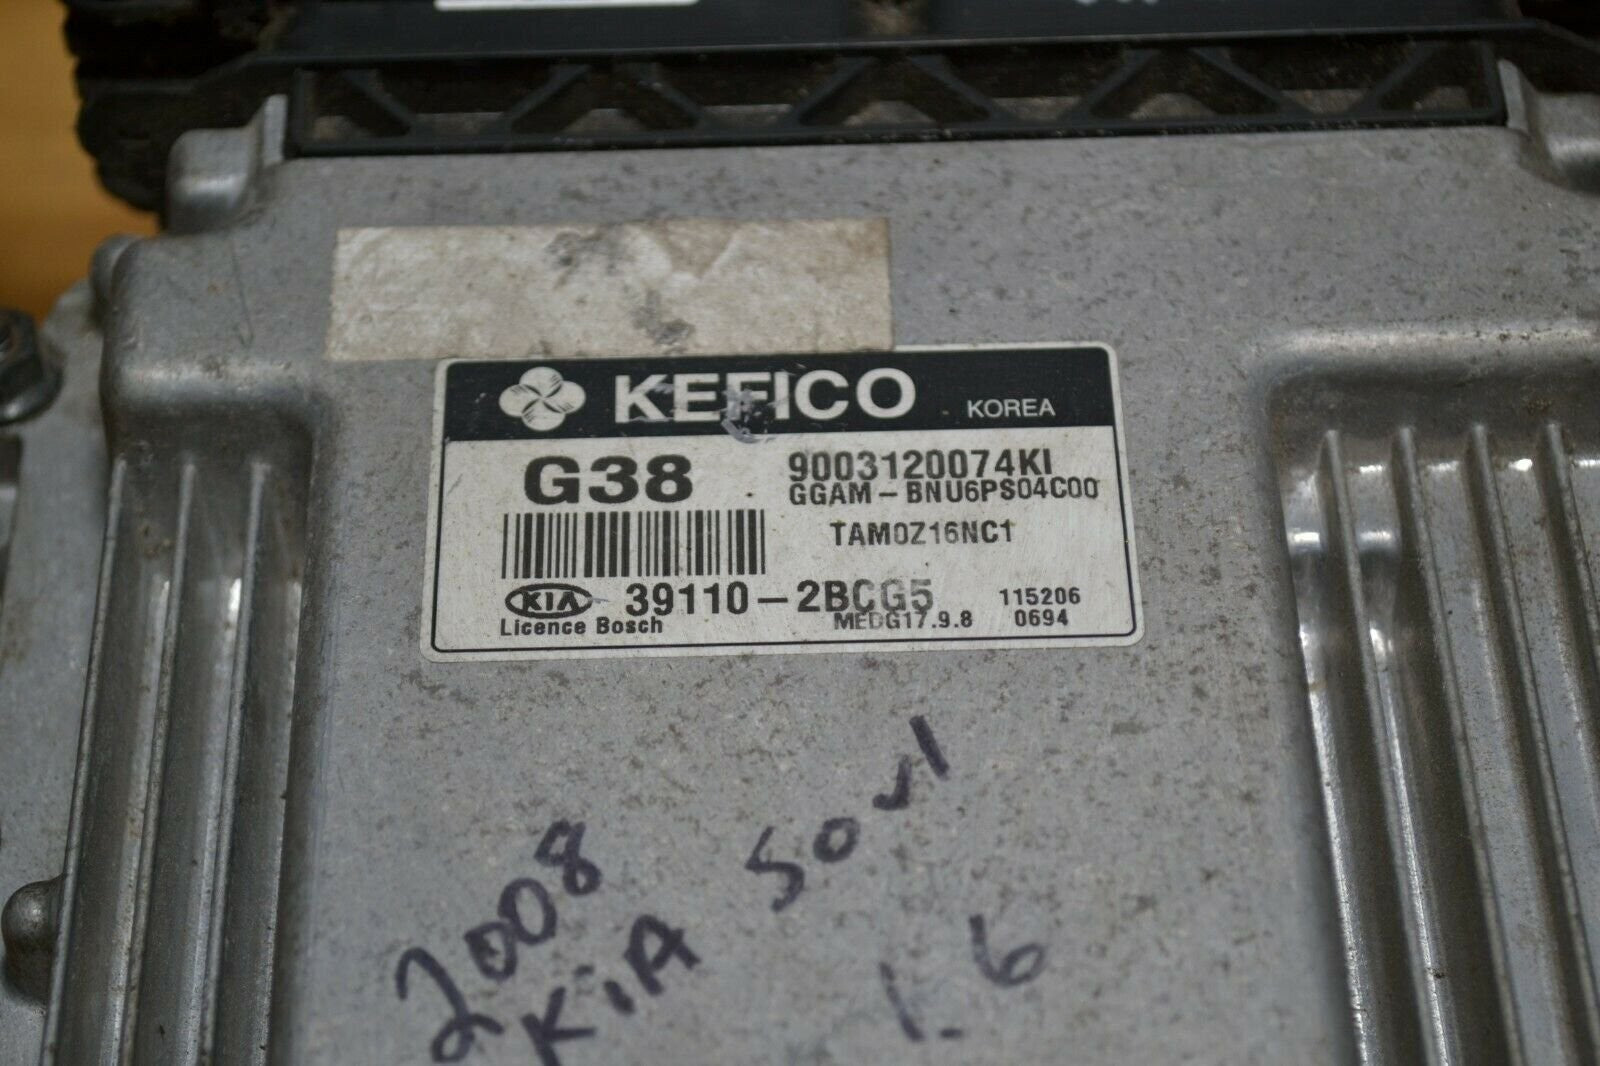 KEFICO KOREA
G38 9003120074KI
GGAM-BNU6PS04C00
TAM0Z16NC1
KIA 39110-2BCG5 115206
Licence Bosch MEDG17.9.8 0694
2008
KiA Soul
1.6